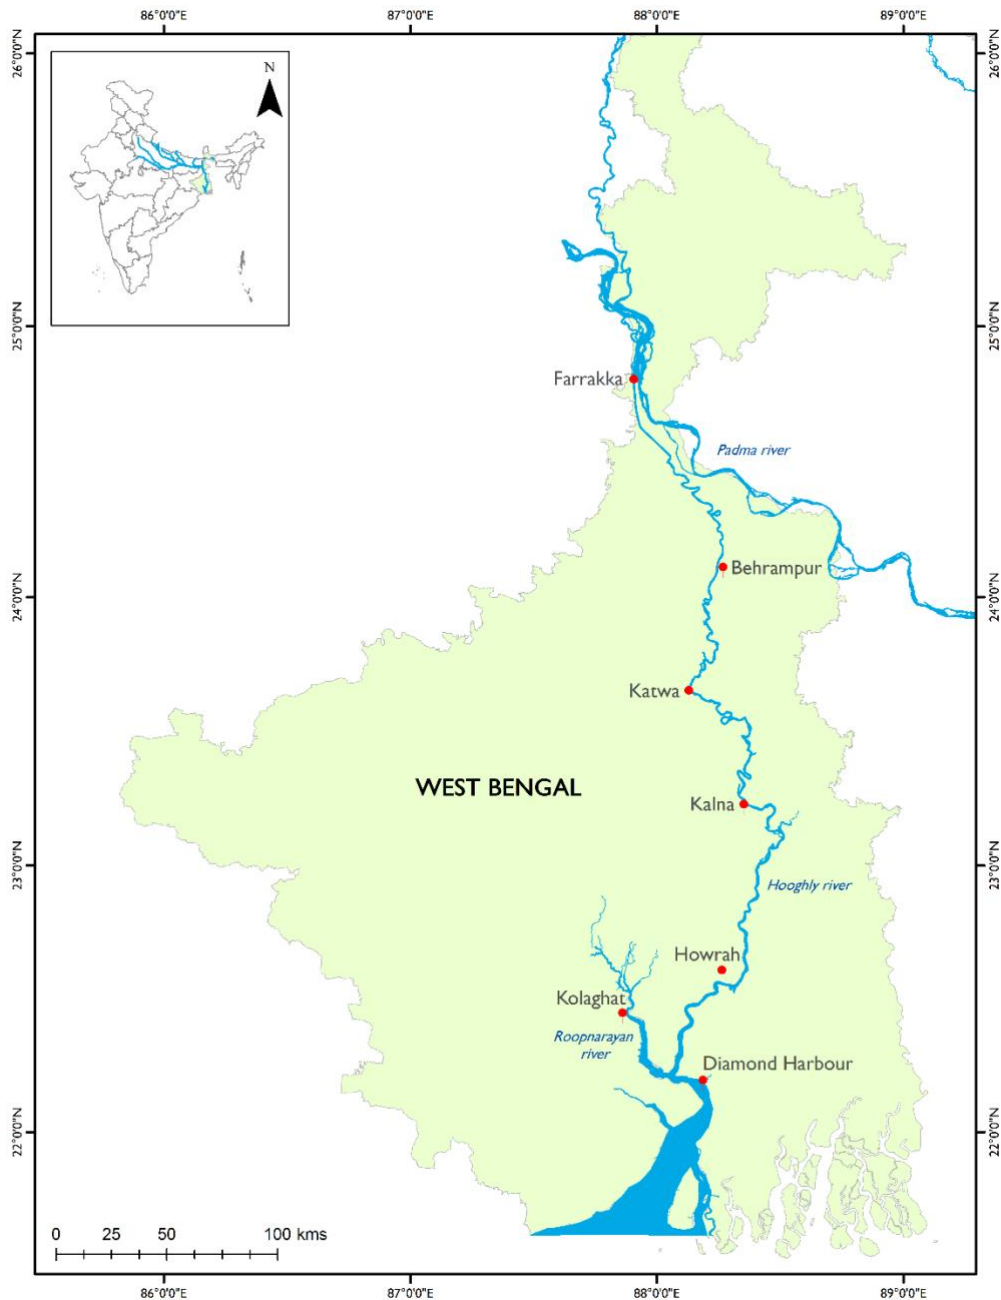 86°0'0"E 87°0'0"E 88°0'0"E 89°0'0"E
26°0'0"N 26°0'0"N
N
25°0'0"N 25°0'0"N
Farrakka
Padma river
Behrampur
24°0'0"N 24°0'0"N
Katwa
WEST BENGAL
Kalna
23°0'0"N 23°0'0"N
Hooghly river
Howrah
Kolaghat
Roopnarayan
river
Diamond Harbour
22°0'0"N 22°0'0"N
0 25 50 100 kms
86°0'0"E 87°0'0"E 88°0'0"E 89°0'0"E